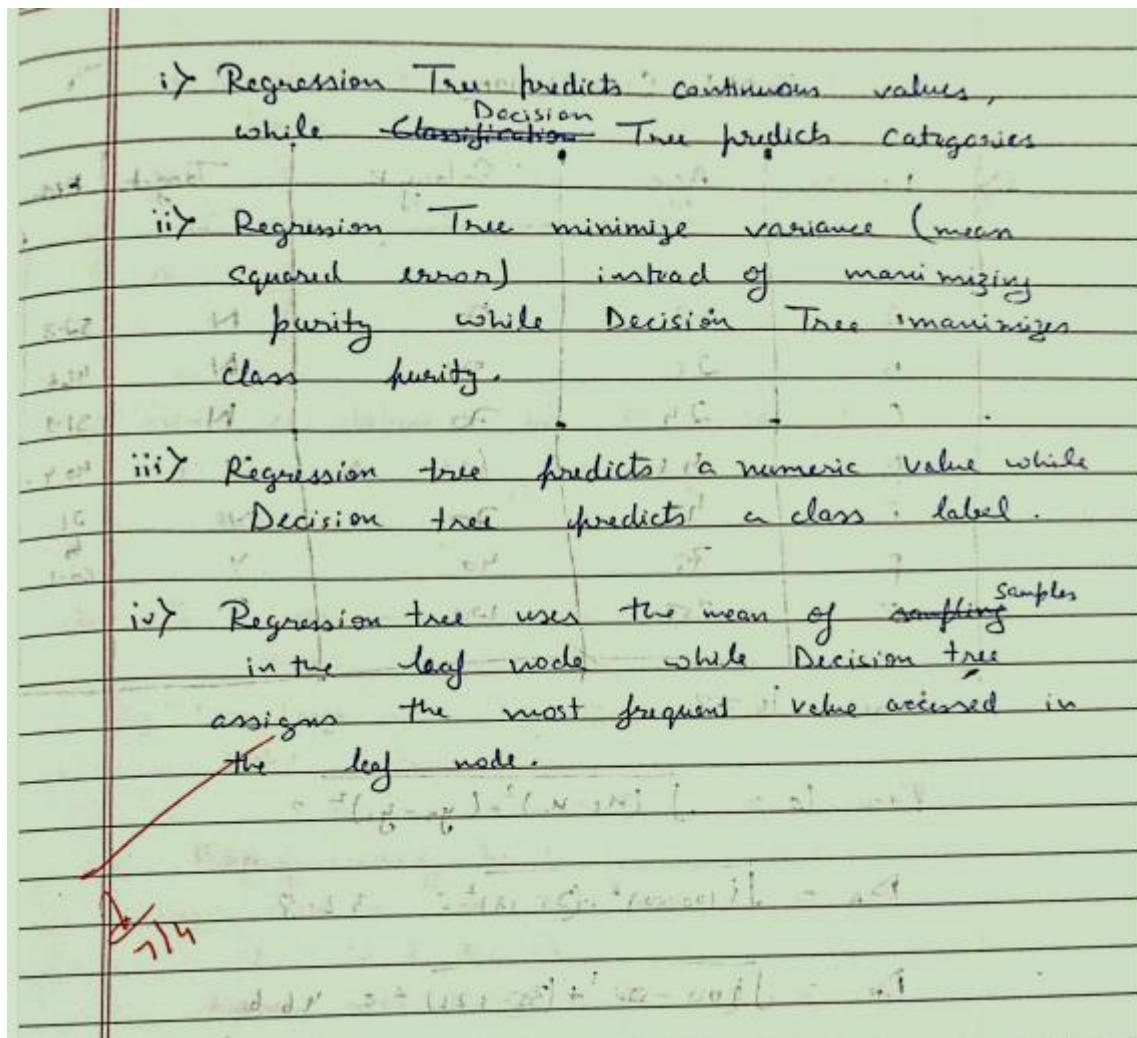 i> Regression Tree predicts continuous values,
while Decision Tree predicts categories
ii> Regression Tree minimize variance (mean
squared error) instead of maximizing
purity while Decision Tree maximizes
class purity.
iii> Regression tree predicts a numeric value while
Decision tree predicts a class label.
iv> Regression tree uses the mean of samples
in the leaf node while Decision tree
assigns the most frequent value in
the leaf node.
7/4